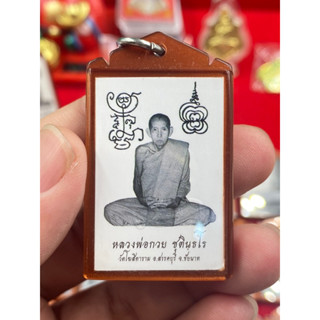 หลวงพ่อกวย ชุตินฺธโร
วัดโฆสิตาราม อ.สรรคบุรี จ.ชัยนาท